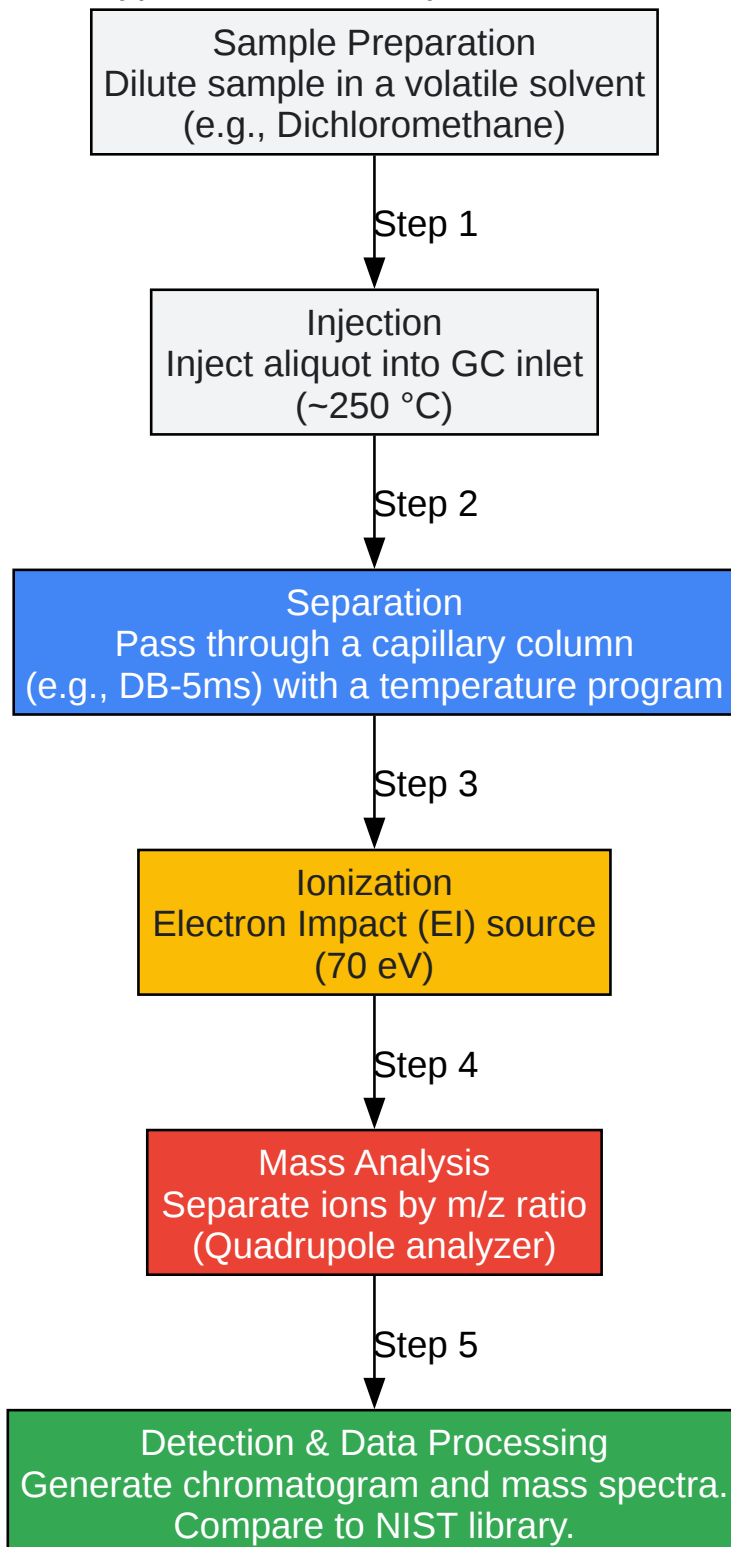 Sample Preparation
Dilute sample in a volatile solvent
(e.g., Dichloromethane)
Step 1
Injection
Inject aliquot into GC inlet
(~250 °C)
Step 2
Separation
Pass through a capillary column
(e.g., DB-5ms) with a temperature program
Step 3
Ionization
Electron Impact (EI) source
(70 eV)
Step 4
Mass Analysis
Separate ions by m/z ratio
(Quadrupole analyzer)
Step 5
Detection & Data Processing
Generate chromatogram and mass spectra.
Compare to NIST library.